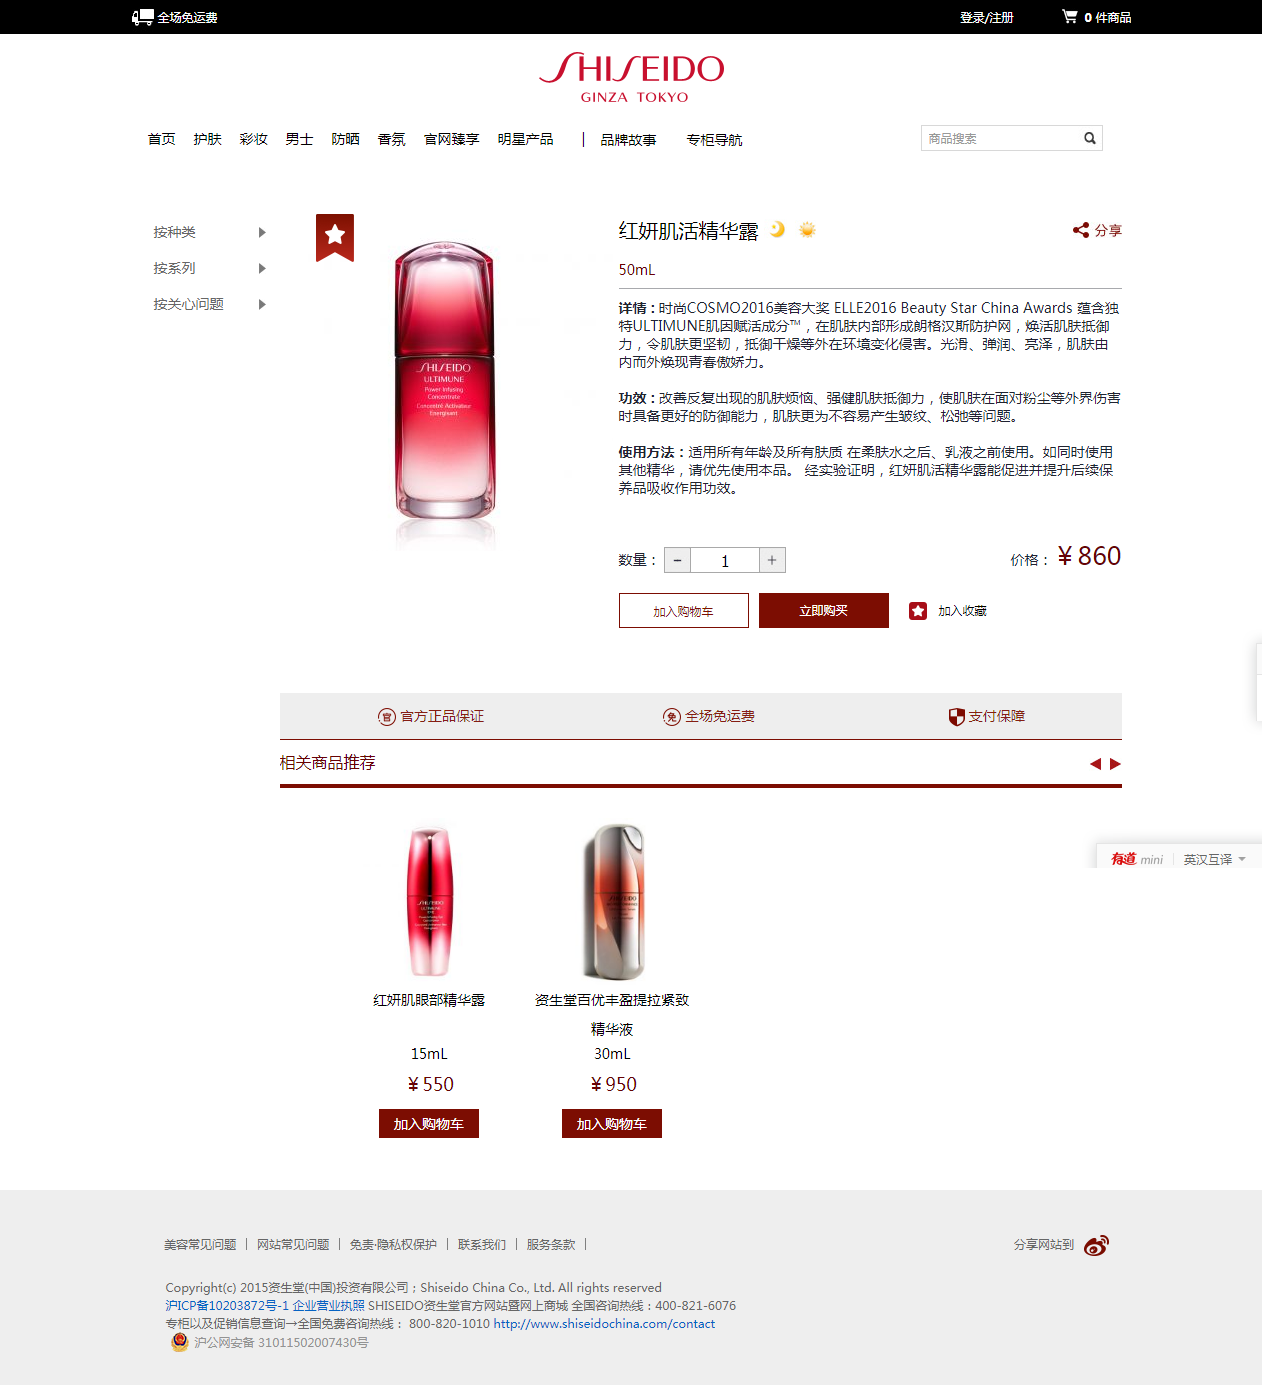 全场免运费
登录/注册
0 件商品
SHISEIDO
GINZA TOKYO
首页 护肤 彩妆 男士 防晒 香氛 官网臻享 明星产品 | 品牌故事 专柜导航
商品搜索
按种类
按系列
按关心问题
SHISEIDO
ULTIMUNE
Power Infusing
Concentrate
Concentré Activateur
Energisant
红妍肌活精华露
分享
50mL
详情：时尚COSMO2016美容大奖 ELLE2016 Beauty Star China Awards 蕴含独
特ULTIMUNE肌因赋活成分™，在肌肤内部形成朗格汉斯防护网，焕活肌肤抵御
力，令肌肤更坚韧，抵御干燥等外在环境变化侵害。光滑、弹润、亮泽，肌肤由
内而外焕现青春傲娇力。
功效：改善反复出现的肌肤烦恼、强健肌肤抵御力，使肌肤在面对粉尘等外界伤害
时具备更好的防御能力，肌肤更为不容易产生皱纹、松弛等问题。
使用方法：适用所有年龄及所有肤质 在柔肤水之后、乳液之前使用。如同时使用
其他精华，请优先使用本品。 经实验证明，红妍肌活精华露能促进并提升后续保
养品吸收作用功效。
数量： - 1 +
价格： ¥ 860
加入购物车
立即购买
加入收藏
官 官方正品保证
免 全场免运费
支付保障
相关商品推荐
有道 mini 英汉互译
SHISEIDO
ULTIMUNE
EYE
SHISEIDO
红妍肌眼部精华露
资生堂百优丰盈提拉紧致
精华液
15mL
30mL
¥ 550
¥ 950
加入购物车
加入购物车
美容常见问题 | 网站常见问题 | 免责·隐私权保护 | 联系我们 | 服务条款 |
分享网站到
Copyright(c) 2015资生堂(中国)投资有限公司；Shiseido China Co., Ltd. All rights reserved
沪ICP备10203872号-1 企业营业执照 SHISEIDO资生堂官方网站暨网上商城 全国咨询热线：400-821-6076
专柜以及促销信息查询→全国免费咨询热线： 800-820-1010 http://www.shiseidochina.com/contact
沪公网安备 31011502007430号